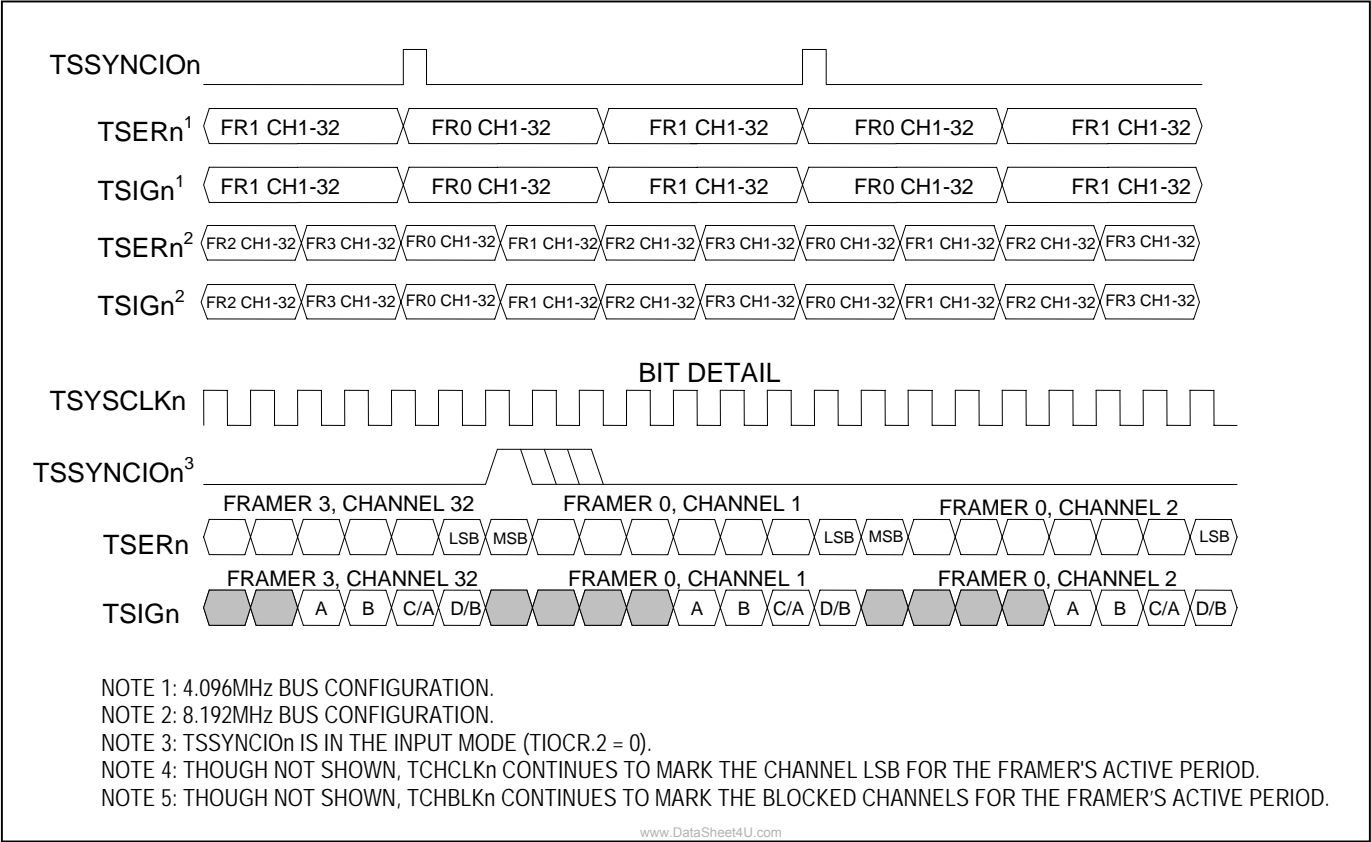 TSSYNCIOn
TSERn¹ FR1 CH1-32 FR0 CH1-32 FR1 CH1-32 FR0 CH1-32 FR1 CH1-32
TSIGn¹ FR1 CH1-32 FR0 CH1-32 FR1 CH1-32 FR0 CH1-32 FR1 CH1-32
TSERn² FR2 CH1-32 FR3 CH1-32 FR0 CH1-32 FR1 CH1-32 FR2 CH1-32 FR3 CH1-32 FR0 CH1-32 FR1 CH1-32 FR2 CH1-32 FR3 CH1-32
TSIGn² FR2 CH1-32 FR3 CH1-32 FR0 CH1-32 FR1 CH1-32 FR2 CH1-32 FR3 CH1-32 FR0 CH1-32 FR1 CH1-32 FR2 CH1-32 FR3 CH1-32
BIT DETAIL
TSYSCLKn
TSSYNCIOn³
FRAMER 3, CHANNEL 32 FRAMER 0, CHANNEL 1 FRAMER 0, CHANNEL 2
TSERn LSB MSB LSB MSB LSB
FRAMER 3, CHANNEL 32 FRAMER 0, CHANNEL 1 FRAMER 0, CHANNEL 2
TSIGn A B C/A D/B A B C/A D/B A B C/A D/B
NOTE 1: 4.096MHz BUS CONFIGURATION.
NOTE 2: 8.192MHz BUS CONFIGURATION.
NOTE 3: TSSYNCIOn IS IN THE INPUT MODE (TIOCR.2 = 0).
NOTE 4: THOUGH NOT SHOWN, TCHCLKn CONTINUES TO MARK THE CHANNEL LSB FOR THE FRAMER'S ACTIVE PERIOD.
NOTE 5: THOUGH NOT SHOWN, TCHBLKn CONTINUES TO MARK THE BLOCKED CHANNELS FOR THE FRAMER’S ACTIVE PERIOD.
www.DataSheet4U.com